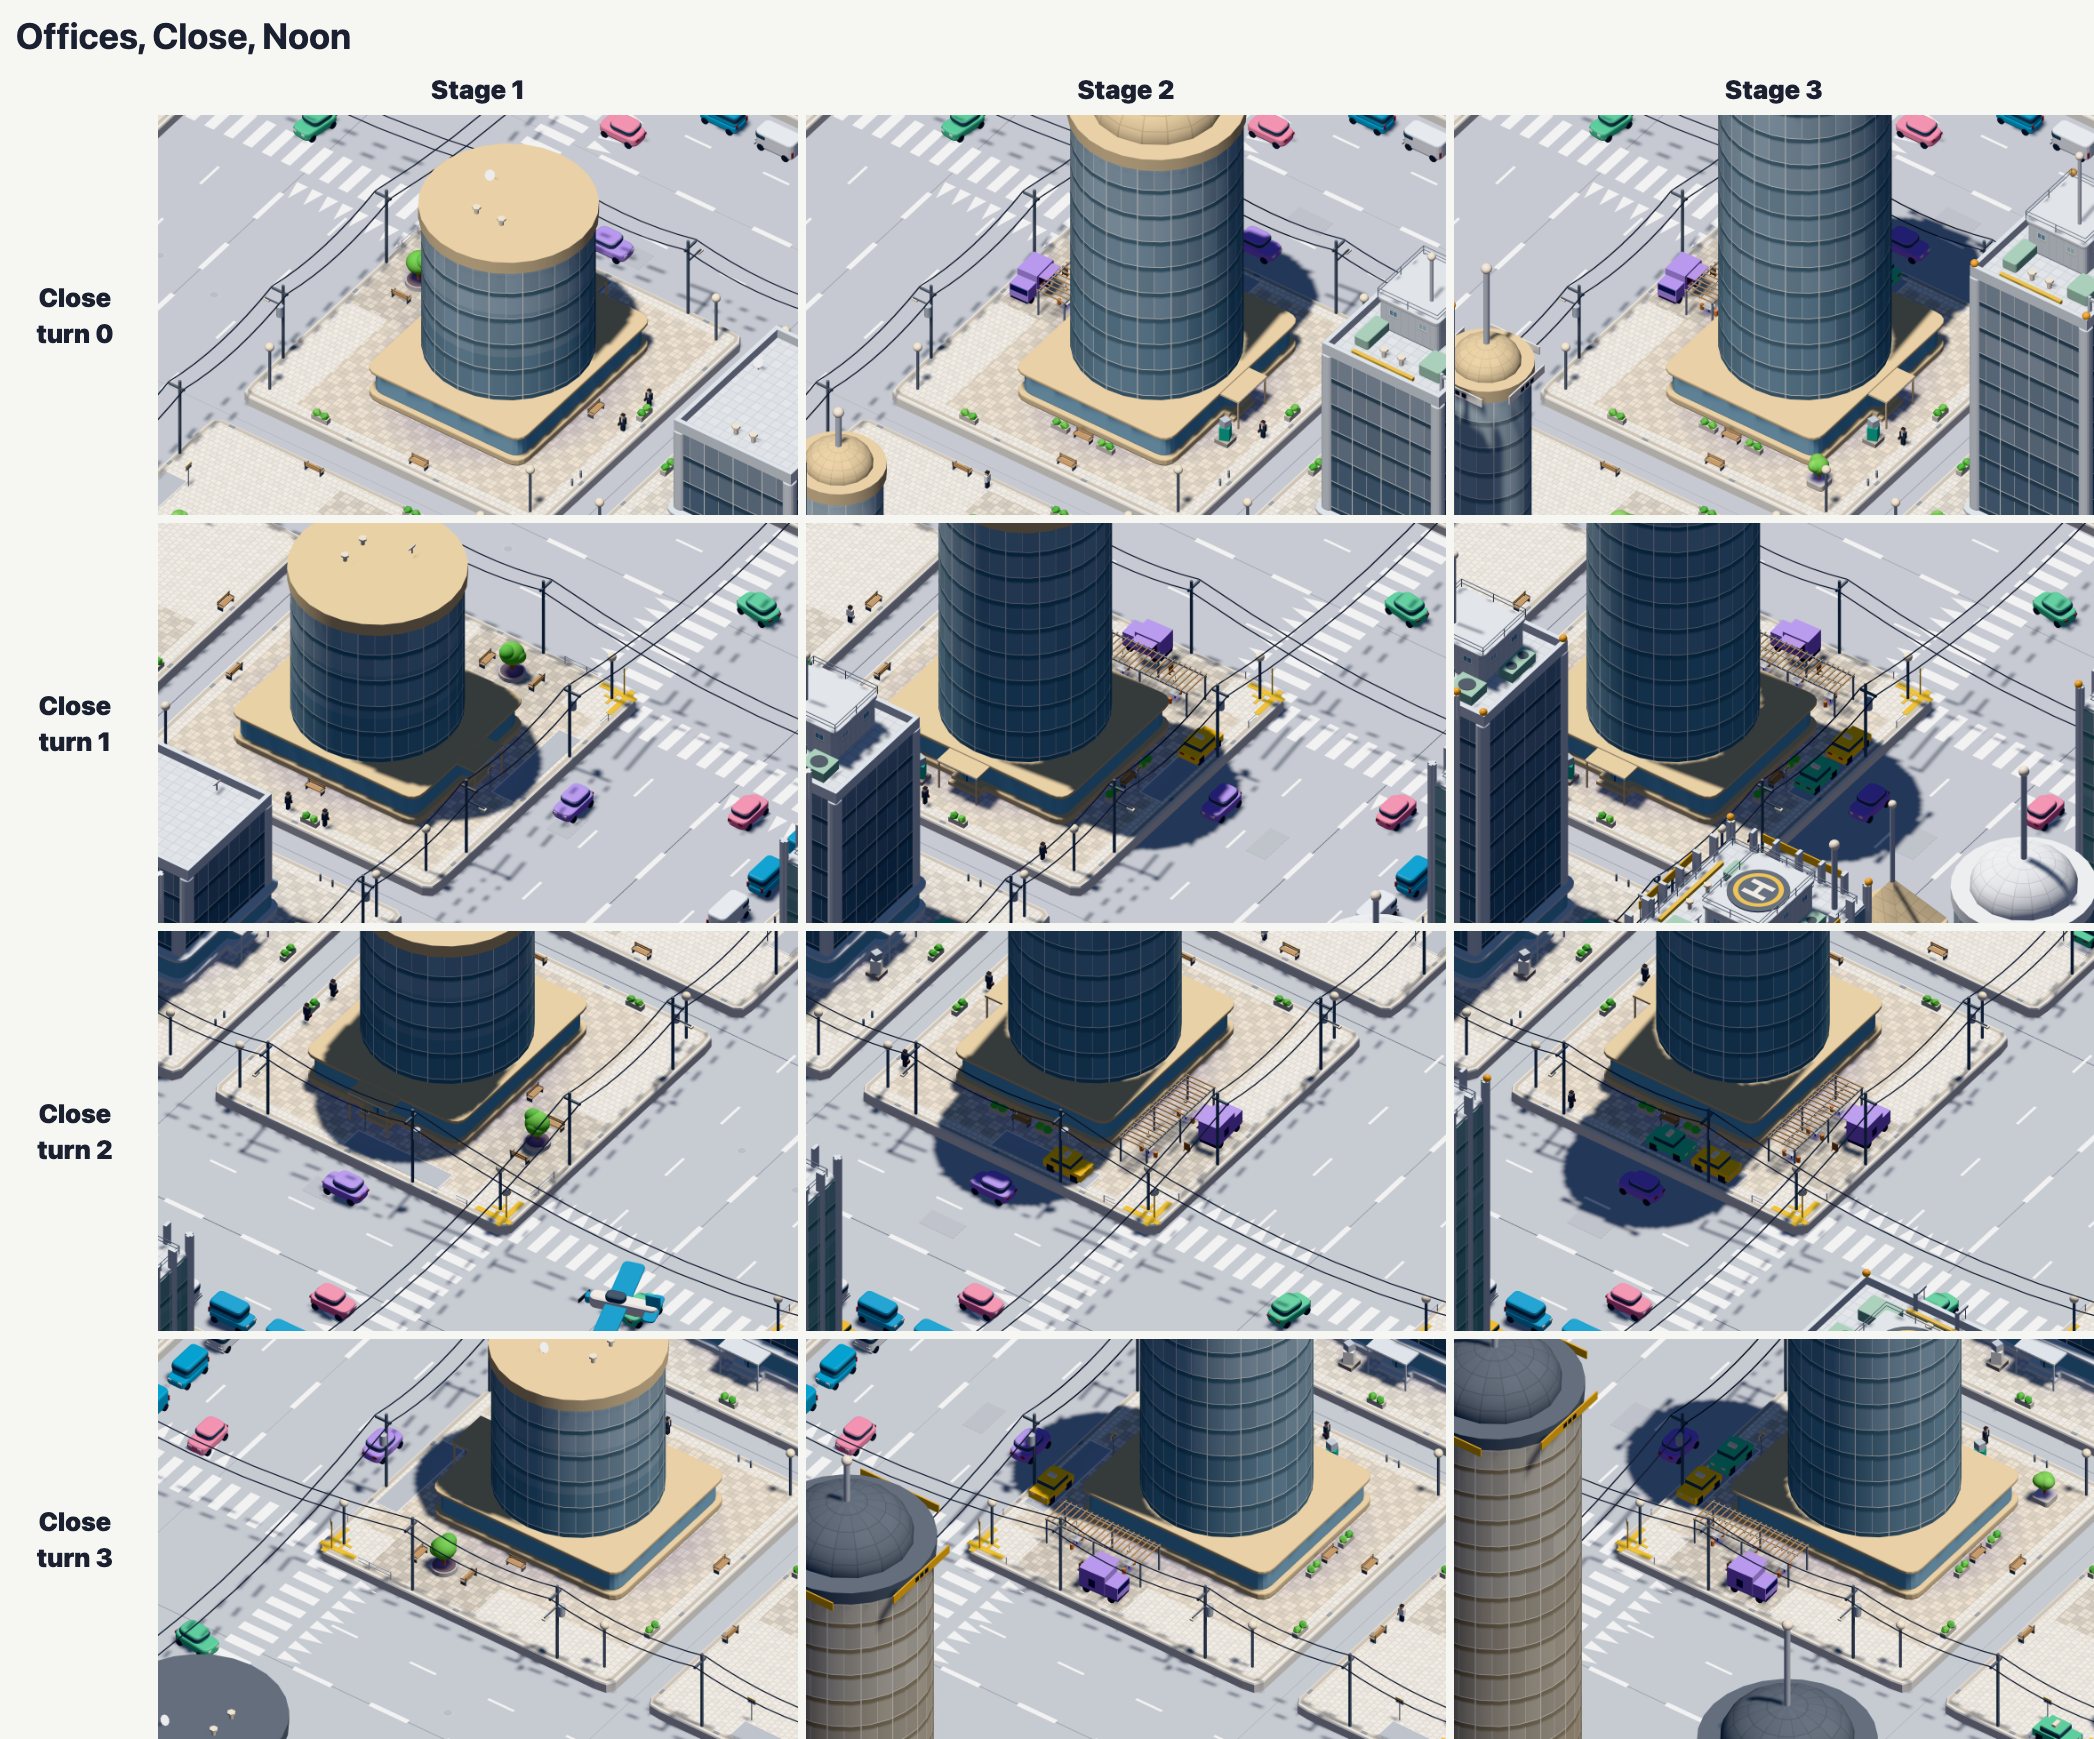 Offices, Close, Noon
Stage 1
Stage 2
Stage 3
Close
turn 0
Close
turn 1
H
Close
turn 2
Close
turn 3